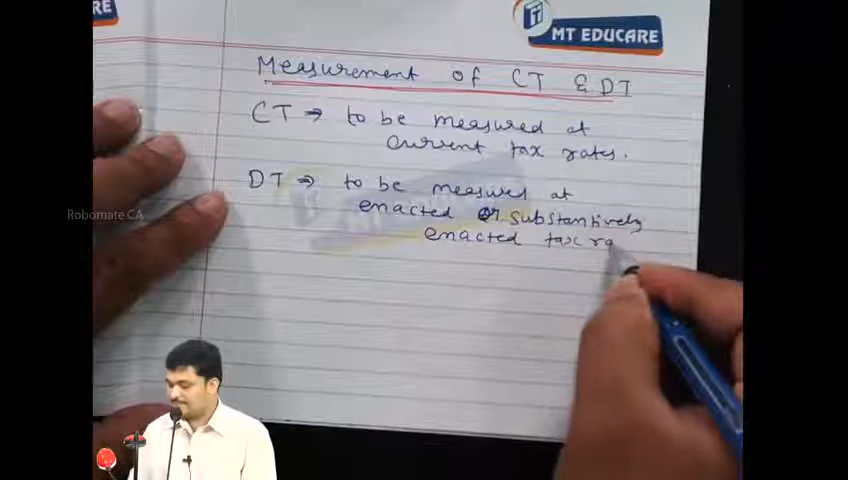 RE
MT EDUCARE
Measurement of CT & DT
CT → to be measured at
current tax rates.
DT → to be measured at
enacted or substantively
enacted tax ra
Robomate CA